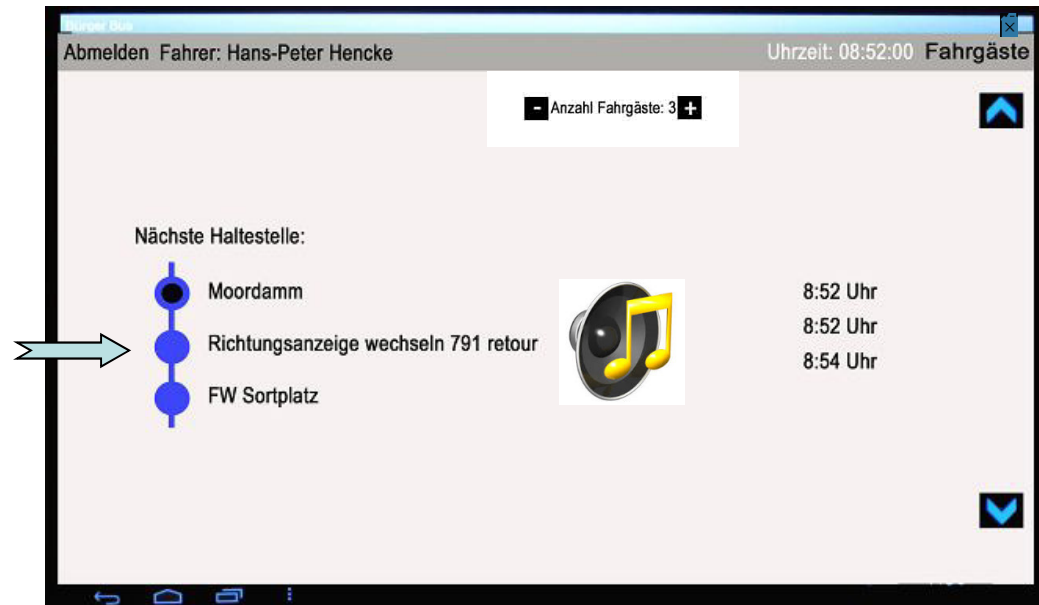 Bürger Bus
Abmelden Fahrer: Hans-Peter Hencke Uhrzeit: 08:52:00 Fahrgäste
- Anzahl Fahrgäste: 3 +
Nächste Haltestelle:
Moordamm 8:52 Uhr
Richtungsanzeige wechseln 791 retour 8:52 Uhr
FW Sortplatz 8:54 Uhr